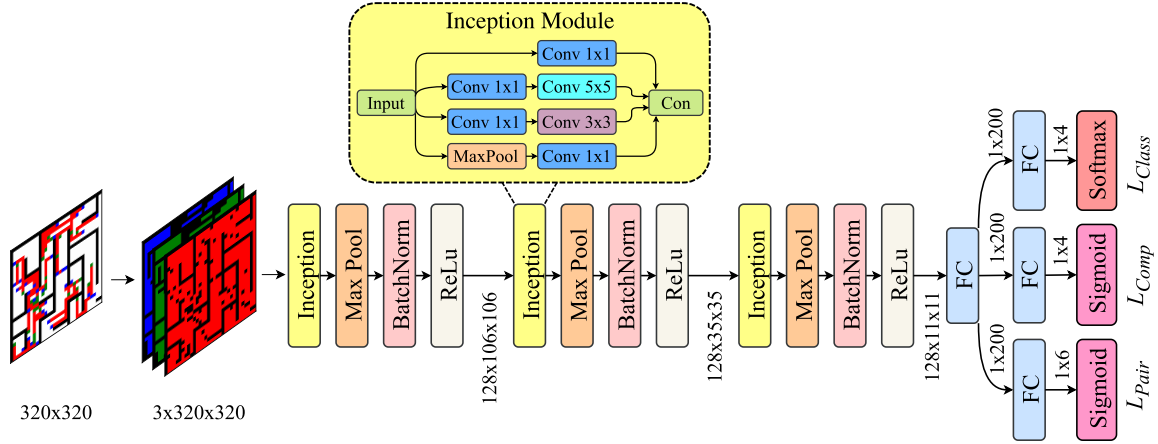 Inception Module
Conv 1x1
Conv 1x1
Conv 5x5
Input
Con
Conv 1x1
Conv 3x3
MaxPool
Conv 1x1
320x320
3x320x320
Inception
Max Pool
BatchNorm
ReLu
128x106x106
Inception
Max Pool
BatchNorm
ReLu
128x35x35
Inception
Max Pool
BatchNorm
ReLu
128x11x11
FC
1x200
FC
1x4
Softmax
L_Class
1x200
FC
1x4
Sigmoid
L_Comp
1x200
FC
1x6
Sigmoid
L_Pair